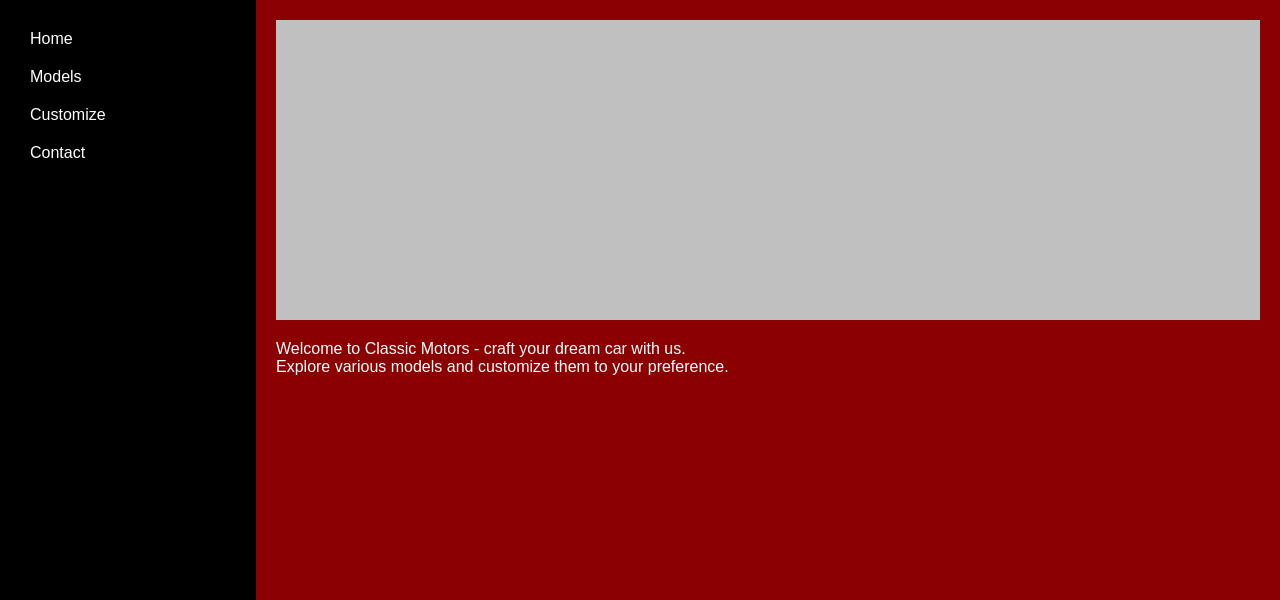 Home
Models
Customize
Contact
Welcome to Classic Motors - craft your dream car with us.
Explore various models and customize them to your preference.